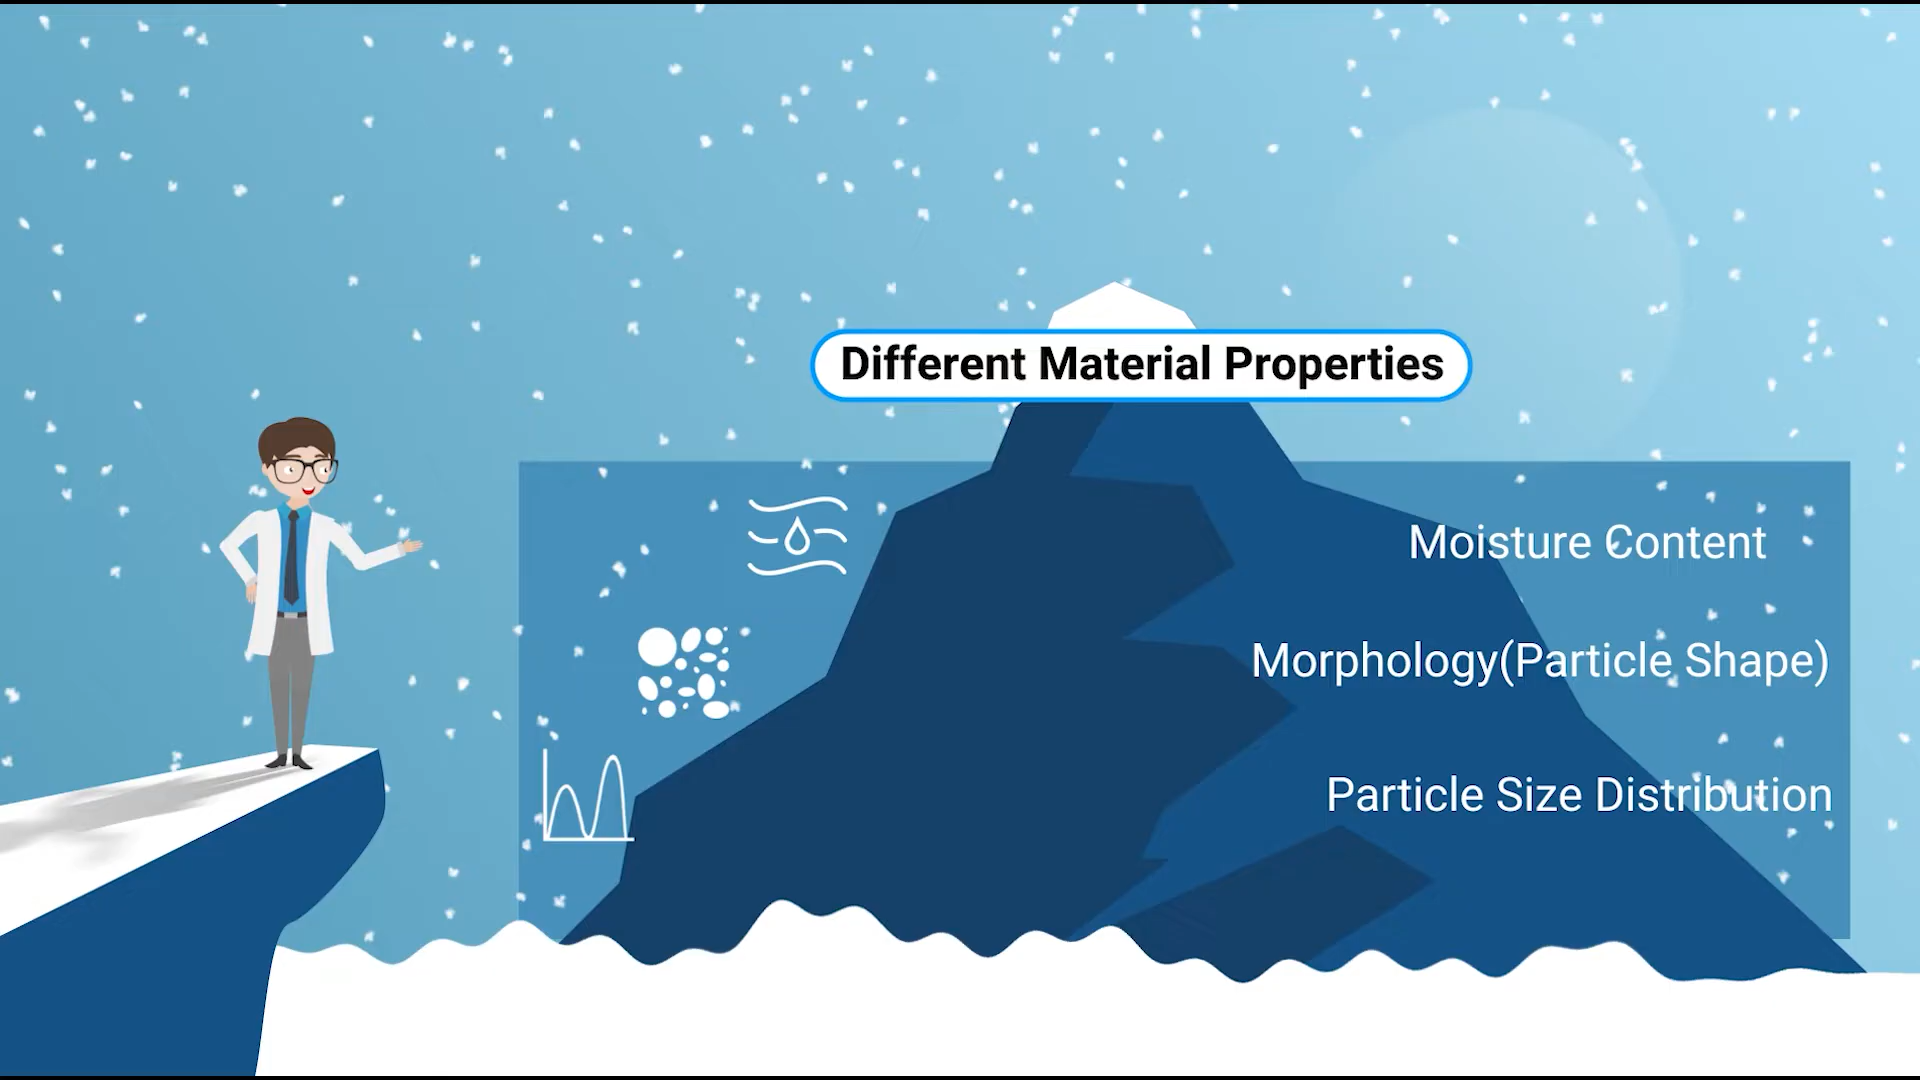 Different Material Properties
Moisture Content
Morphology(Particle Shape)
Particle Size Distribution